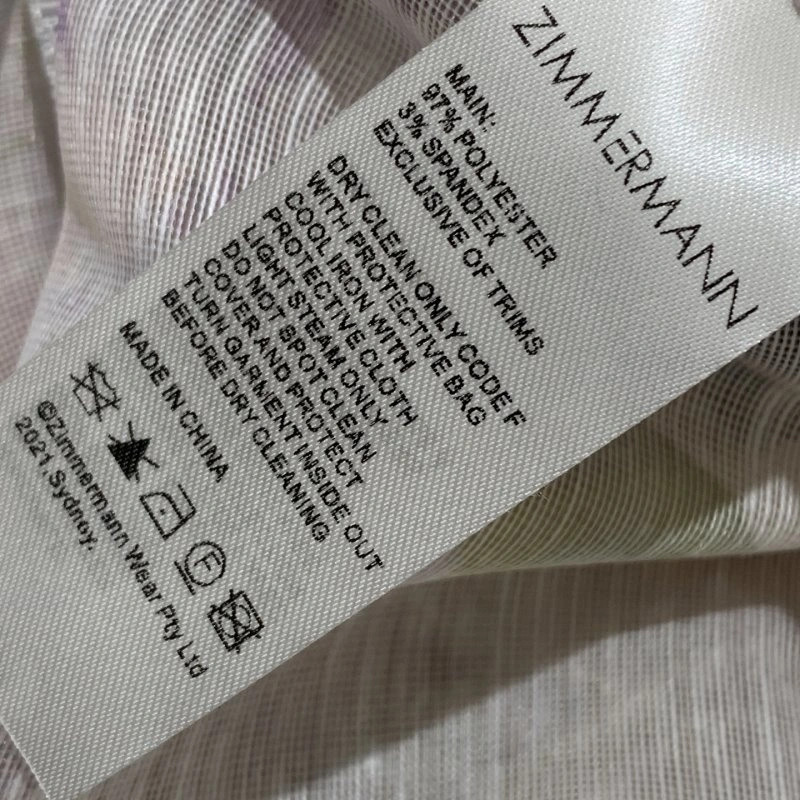 ZIMMERMANN
MAIN:
97% POLYESTER
3% SPANDEX
EXCLUSIVE OF TRIMS
DRY CLEAN ONLY CODE F
WITH PROTECTIVE BAG
COOL IRON WITH
PROTECTIVE CLOTH
LIGHT STEAM ONLY
DO NOT SPOT CLEAN
COVER AND PROTECT
TURN GARMENT INSIDE OUT
BEFORE DRY CLEANING
MADE IN CHINA
F
©Zimmermann Wear Pty Ltd
2021.Sydney.